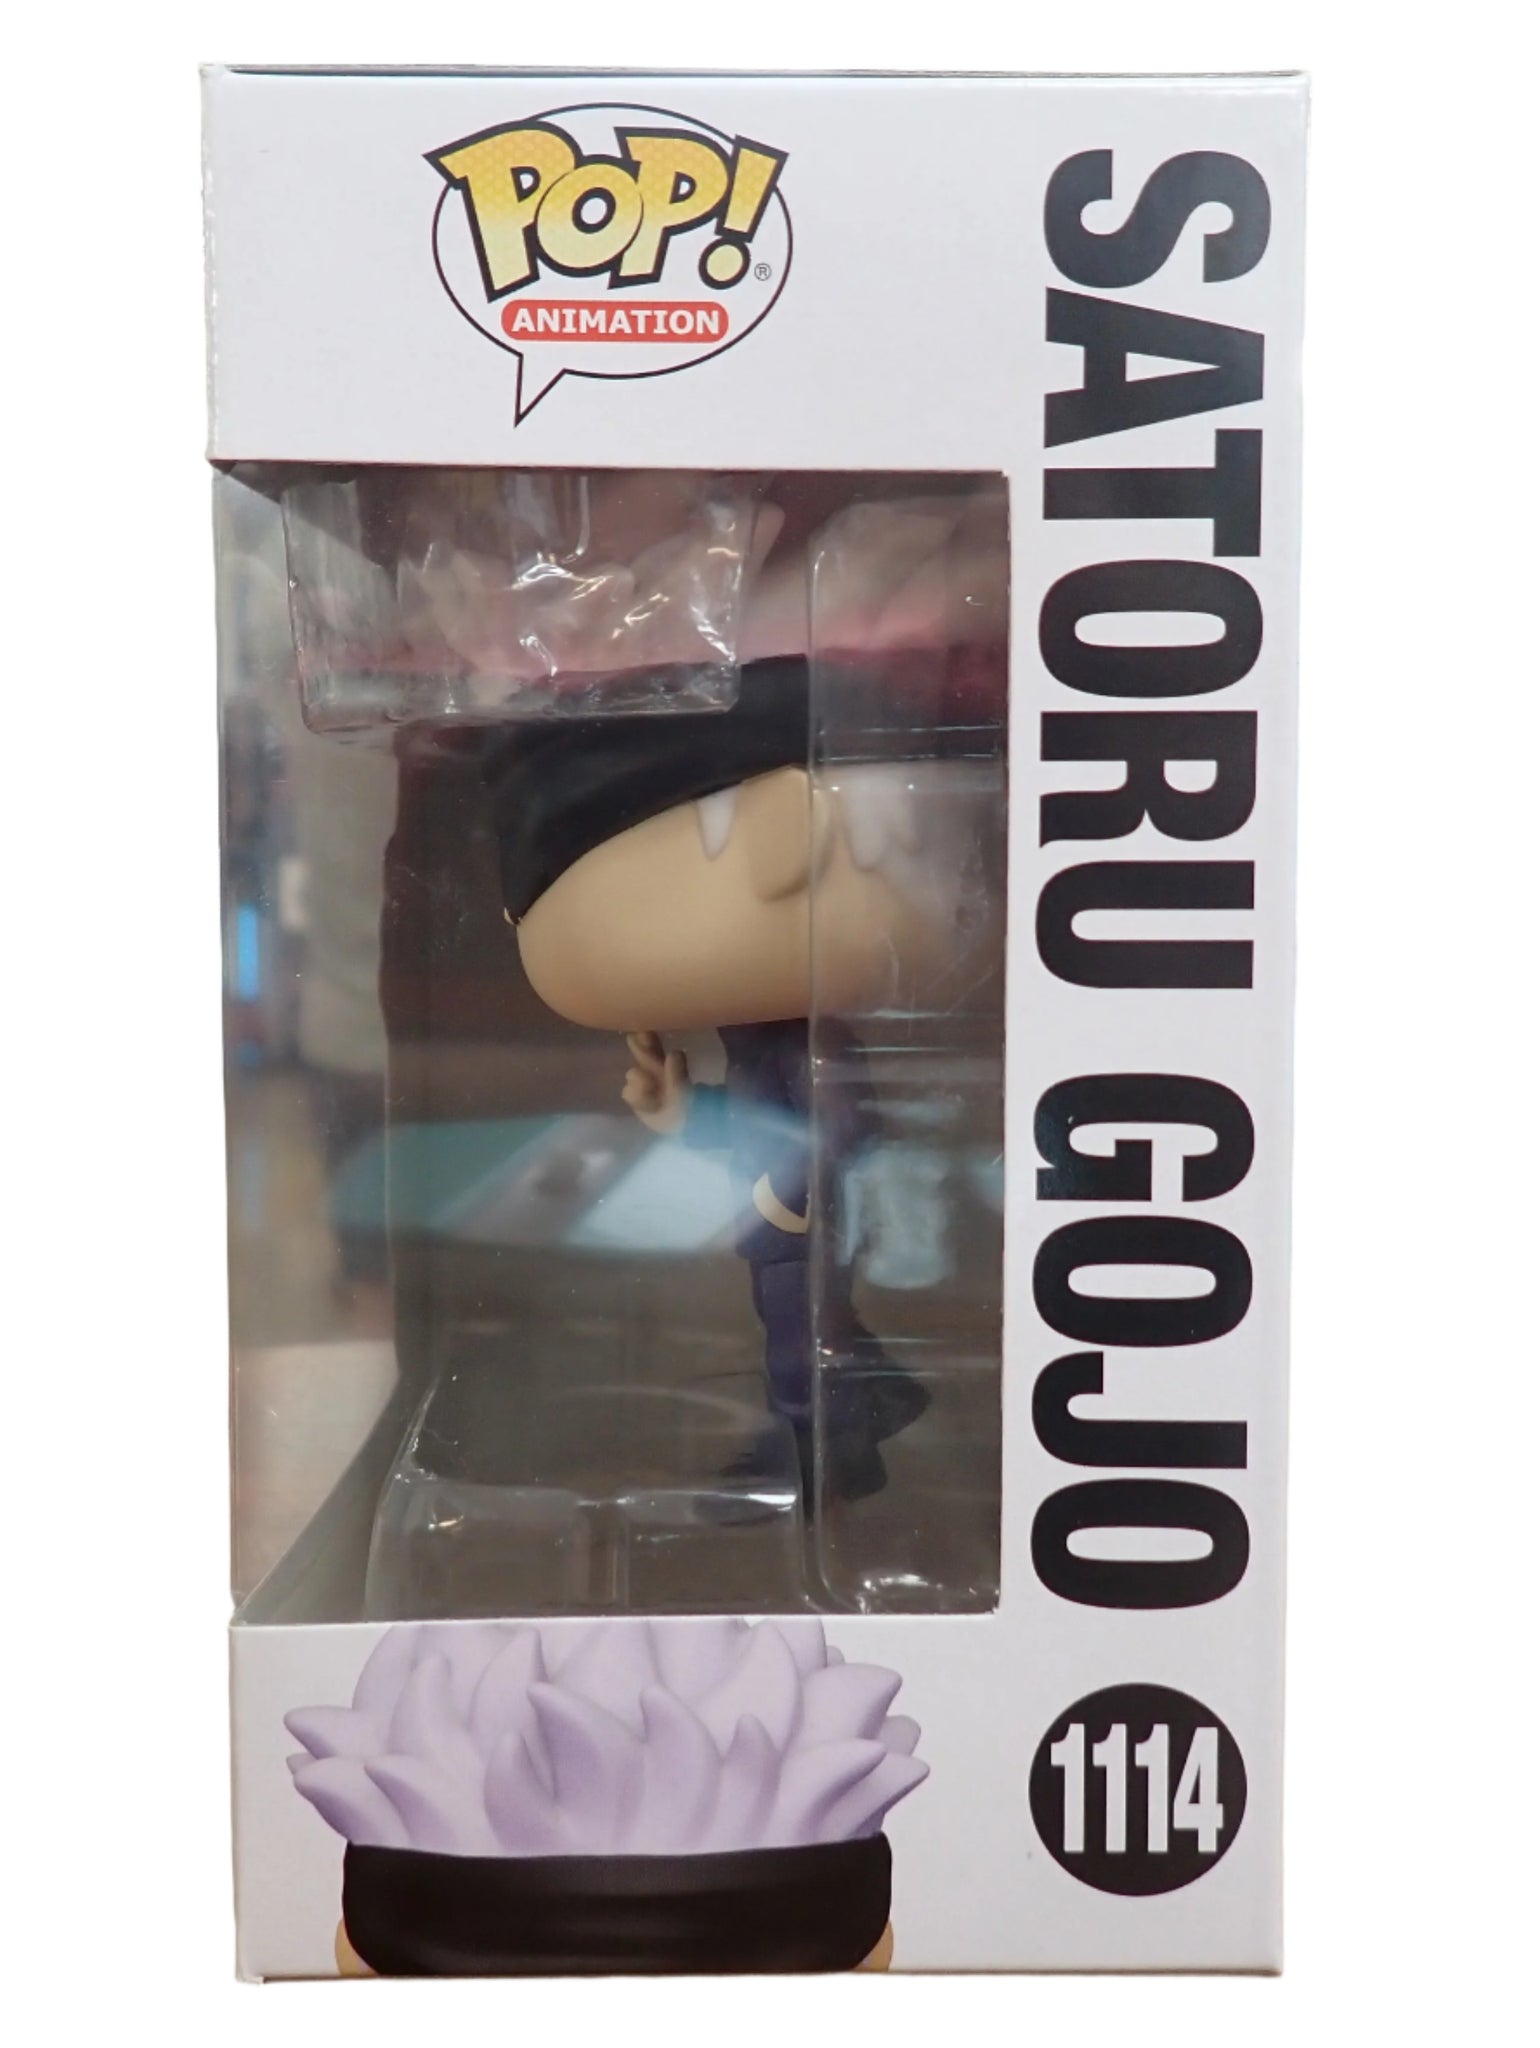 POP!®
ANIMATION
SATORU GOJO
1114